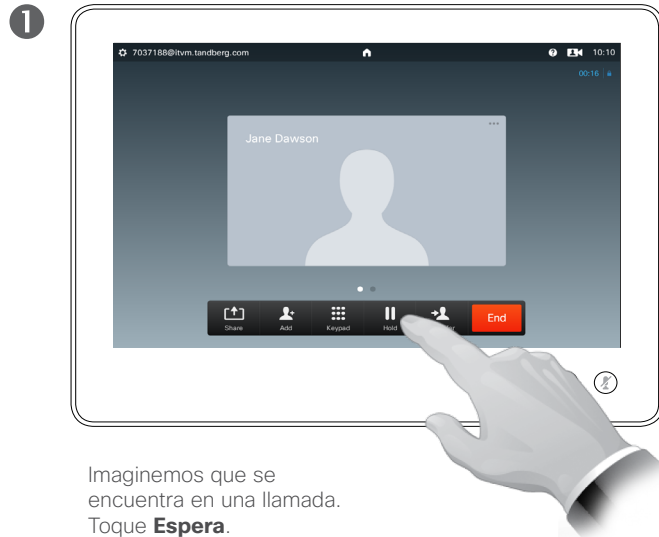 1
7037188@itvm.tandberg.com
?
10:10
00:16
Jane Dawson
Share Add Keypad Hold End
Imaginemos que se
encuentra en una llamada.
Toque Espera.